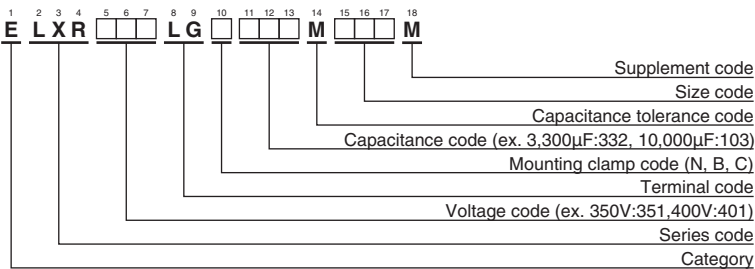 1 2 3 4 5 6 7 8 9 10 11 12 13 14 15 16 17 18
E L X R □□□ L G □ □□□ M □□□ M
Supplement code
Size code
Capacitance tolerance code
Capacitance code (ex. 3,300μF:332, 10,000μF:103)
Mounting clamp code (N, B, C)
Terminal code
Voltage code (ex. 350V:351,400V:401)
Series code
Category